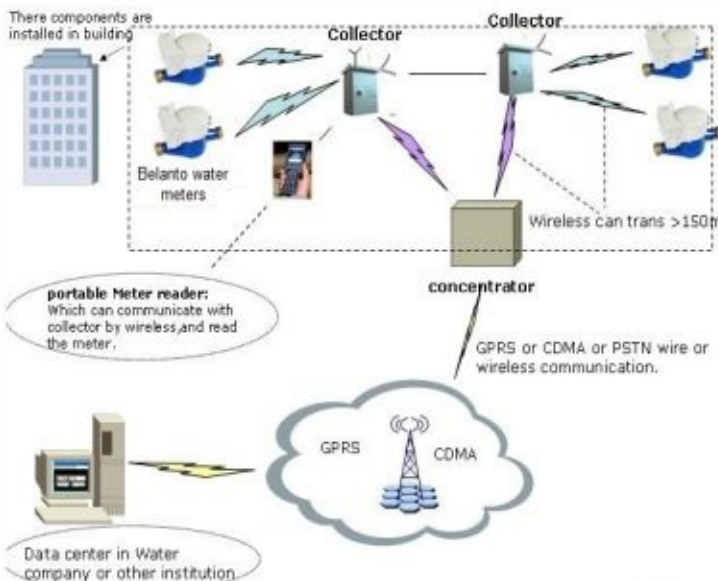 There components are
installed in building
Collector
Collector
Belanto water
meters
Wireless can trans >150m
concentrator
portable Meter reader:
Which can communicate with
collector by wireless,and read
the meter.
GPRS or CDMA or PSTN wire or
wireless communication.
GPRS
CDMA
Data center in Water
company or other institution